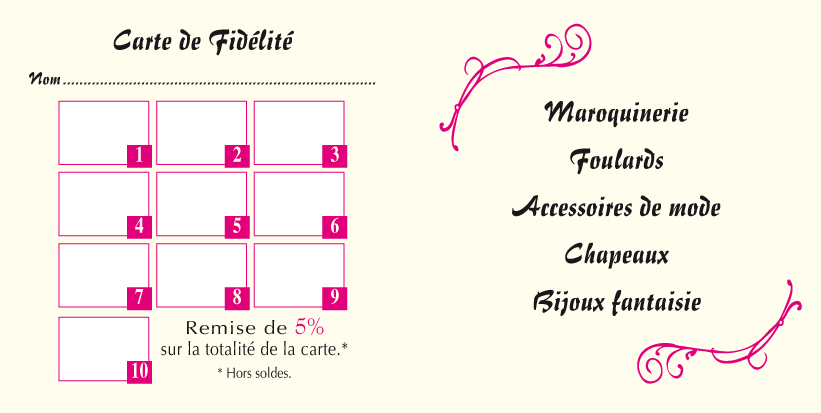 Carte de Fidélité
Nom........................................................................
1 2 3
4 5 6
7 8 9
10
Remise de 5%
sur la totalité de la carte.*
* Hors soldes.
Maroquinerie
Foulards
Accessoires de mode
Chapeaux
Bijoux fantaisie